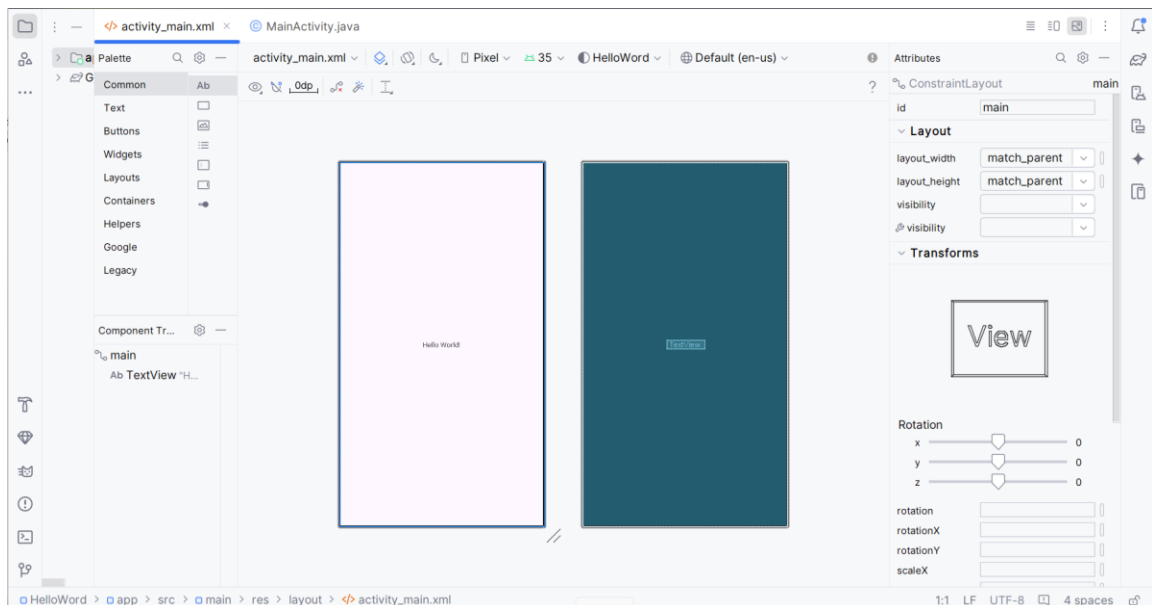 activity_main.xml MainActivity.java
a Palette activity_main.xml Pixel 35 HelloWord Default (en-us) Attributes
G Common Ab 0dp ? ConstraintLayout main
Text id main
Buttons Layout
Widgets layout_width match_parent
Layouts layout_height match_parent
Containers visibility
Helpers visibility
Google Transforms
Legacy
View
Component Tr...
main Hello World! TextView
Ab TextView "H...
Rotation
x 0
y 0
z 0
rotation
rotationX
rotationY
scaleX
HelloWord > app > src > main > res > layout > activity_main.xml 1:1 LF UTF-8 4 spaces